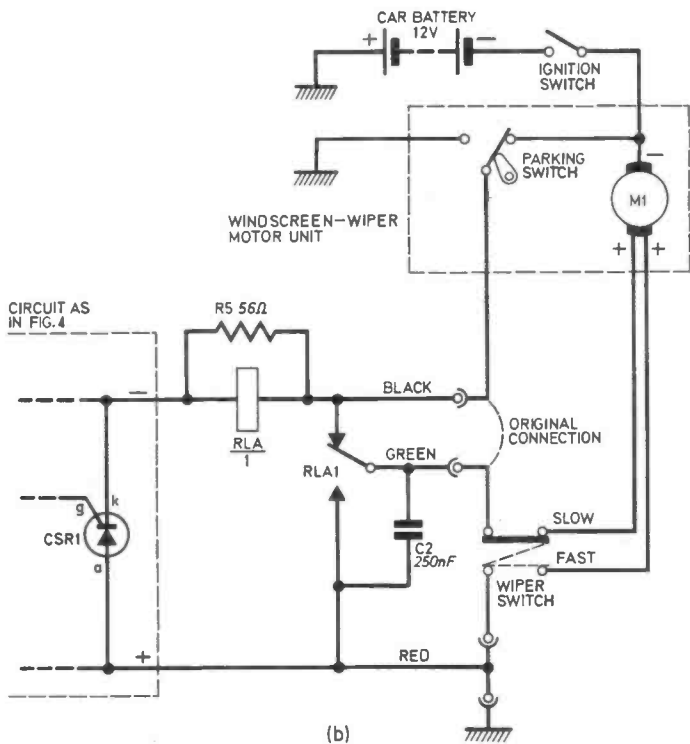 CAR BATTERY
12V
+
−
IGNITION
SWITCH
PARKING
SWITCH
−
M1
+
+
WINDSCREEN–WIPER
MOTOR UNIT
CIRCUIT AS
IN FIG.4
R5 56Ω
−
BLACK
RLA
1
ORIGINAL
CONNECTION
GREEN
RLA1
k
g
CSR1
a
C2
250nF
SLOW
FAST
WIPER
SWITCH
+
RED
(b)